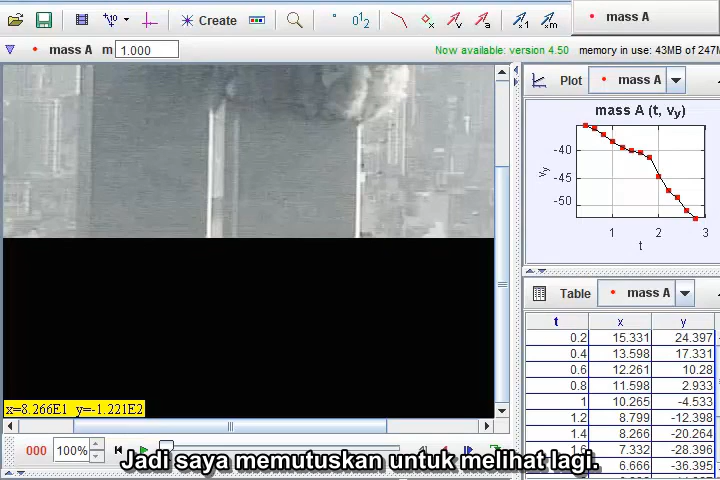 Create
0 1 2
mass A
mass A m 1.000
Now available: version 4.50 memory in use: 43MB of 247M
Plot mass A
mass A (t, vy)
-40
-45
-50
vy
1 2 3
t
Table mass A
t x y
0.2 15.331 24.397
0.4 13.598 17.331
0.6 12.261 10.28
0.8 11.598 2.933
1 10.265 -4.533
1.2 8.799 -12.398
1.4 8.266 -20.264
7.332 -28.396
6.666 -36.395
x=8.266E1 y=-1.221E2
000 100%
Jadi saya memutuskan untuk melihat lagi.